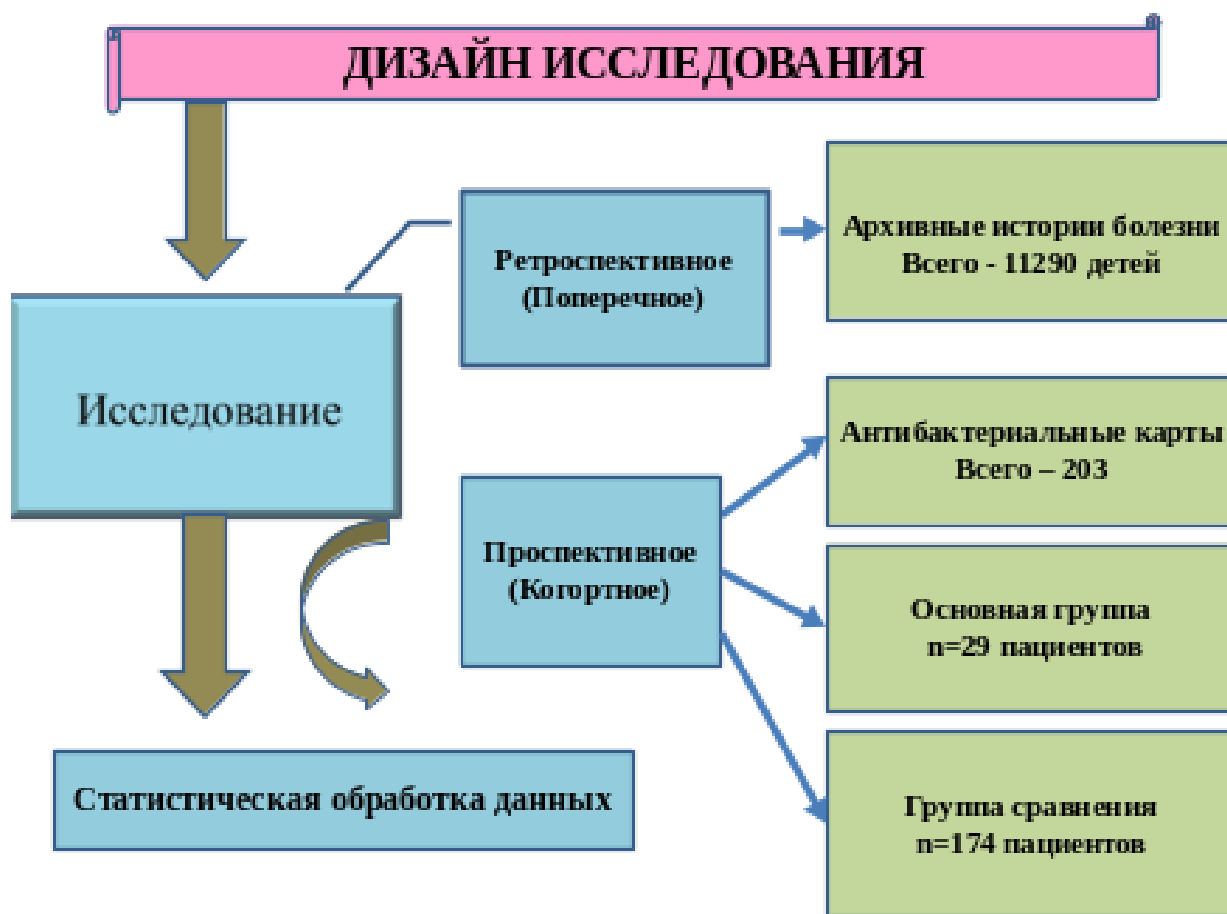 ДИЗАЙН ИССЛЕДОВАНИЯ
Исследование
Ретроспективное
(Поперечное)
Архивные истории болезни
Всего - 11290 детей
Проспективное
(Когортное)
Антибактериальные карты
Всего – 203
Основная группа
n=29 пациентов
Группа сравнения
n=174 пациентов
Статистическая обработка данных